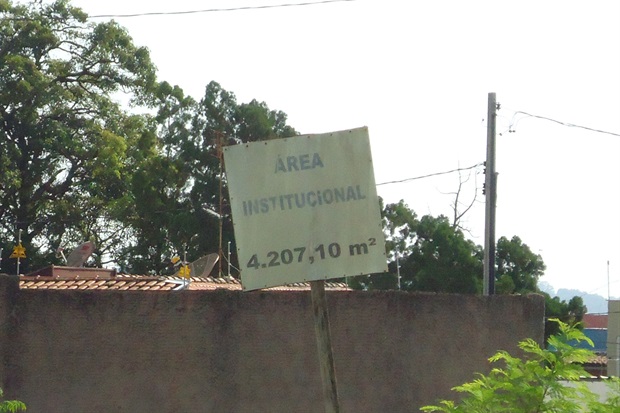 ÁREA
INSTITUCIONAL
4.207,10 m²